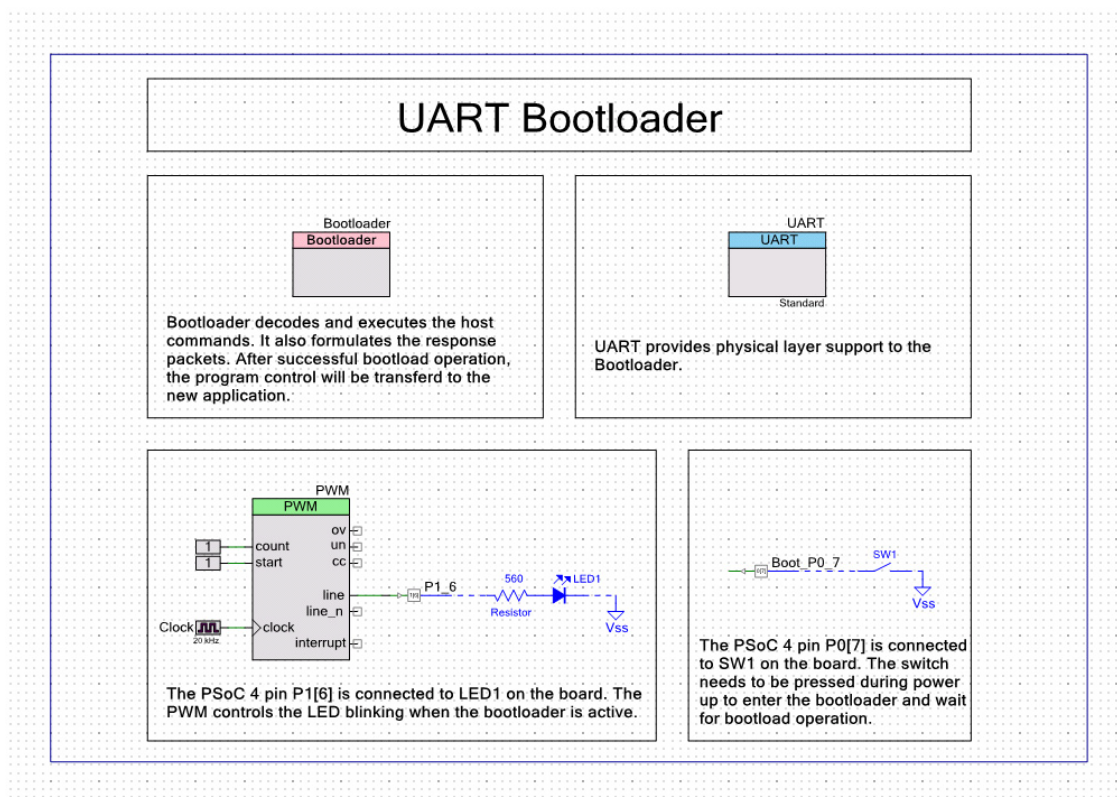 UART Bootloader
Bootloader
Bootloader
Bootloader decodes and executes the host
commands. It also formulates the response
packets. After successful bootload operation,
the program control will be transferd to the
new application.
UART
UART
Standard
UART provides physical layer support to the
Bootloader.
PWM
PWM
ov
un
cc
1 count
1 start
line
line_n
Clock
20 kHz
clock
interrupt
P1_6
560
Resistor
LED1
Vss
The PSoC 4 pin P1[6] is connected to LED1 on the board. The
PWM controls the LED blinking when the bootloader is active.
Boot_P0_7
SW1
Vss
The PSoC 4 pin P0[7] is connected
to SW1 on the board. The switch
needs to be pressed during power
up to enter the bootloader and wait
for bootload operation.